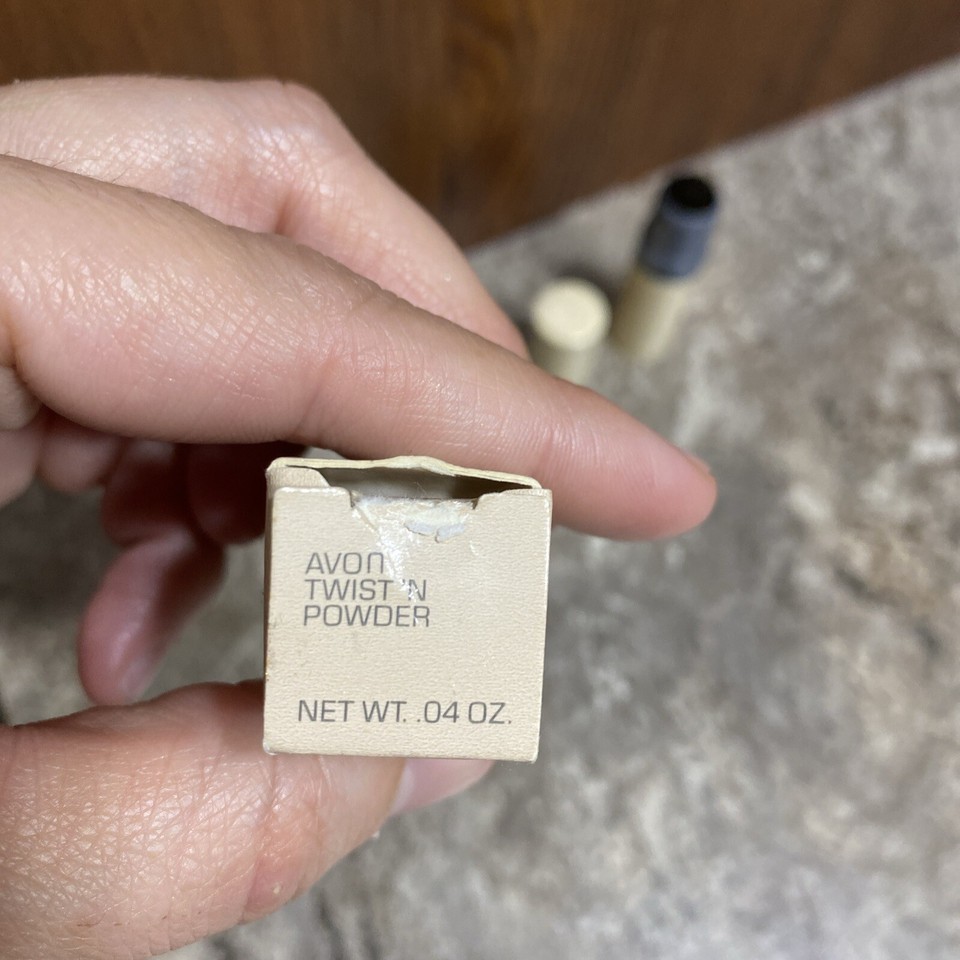 AVON
TWIST 'N
POWDER
NET WT. .04 OZ.